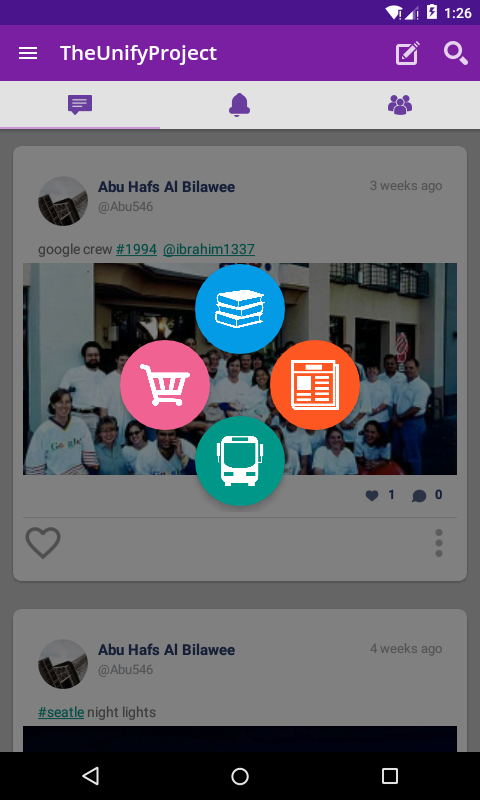 1:26
TheUnifyProject
Abu Hafs Al Bilawee
3 weeks ago
@Abu546
google crew #1994 @ibrahim1337
Google!
1 0
Abu Hafs Al Bilawee
4 weeks ago
@Abu546
#seatle night lights